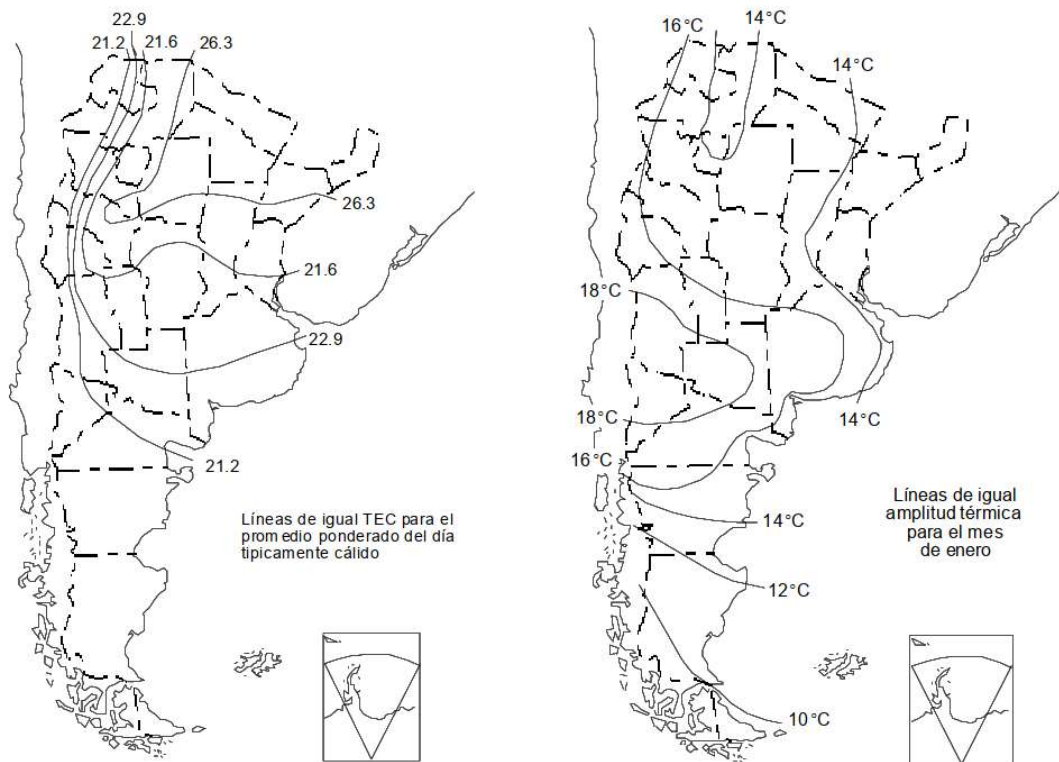 22.9
21.2
21.6
26.3
26.3
21.6
22.9
21.2
Líneas de igual TEC para el
promedio ponderado del día
tipicamente cálido
16°C
14°C
14°C
18°C
18°C
14°C
16°C
14°C
12°C
10°C
Líneas de igual
amplitud térmica
para el mes
de enero